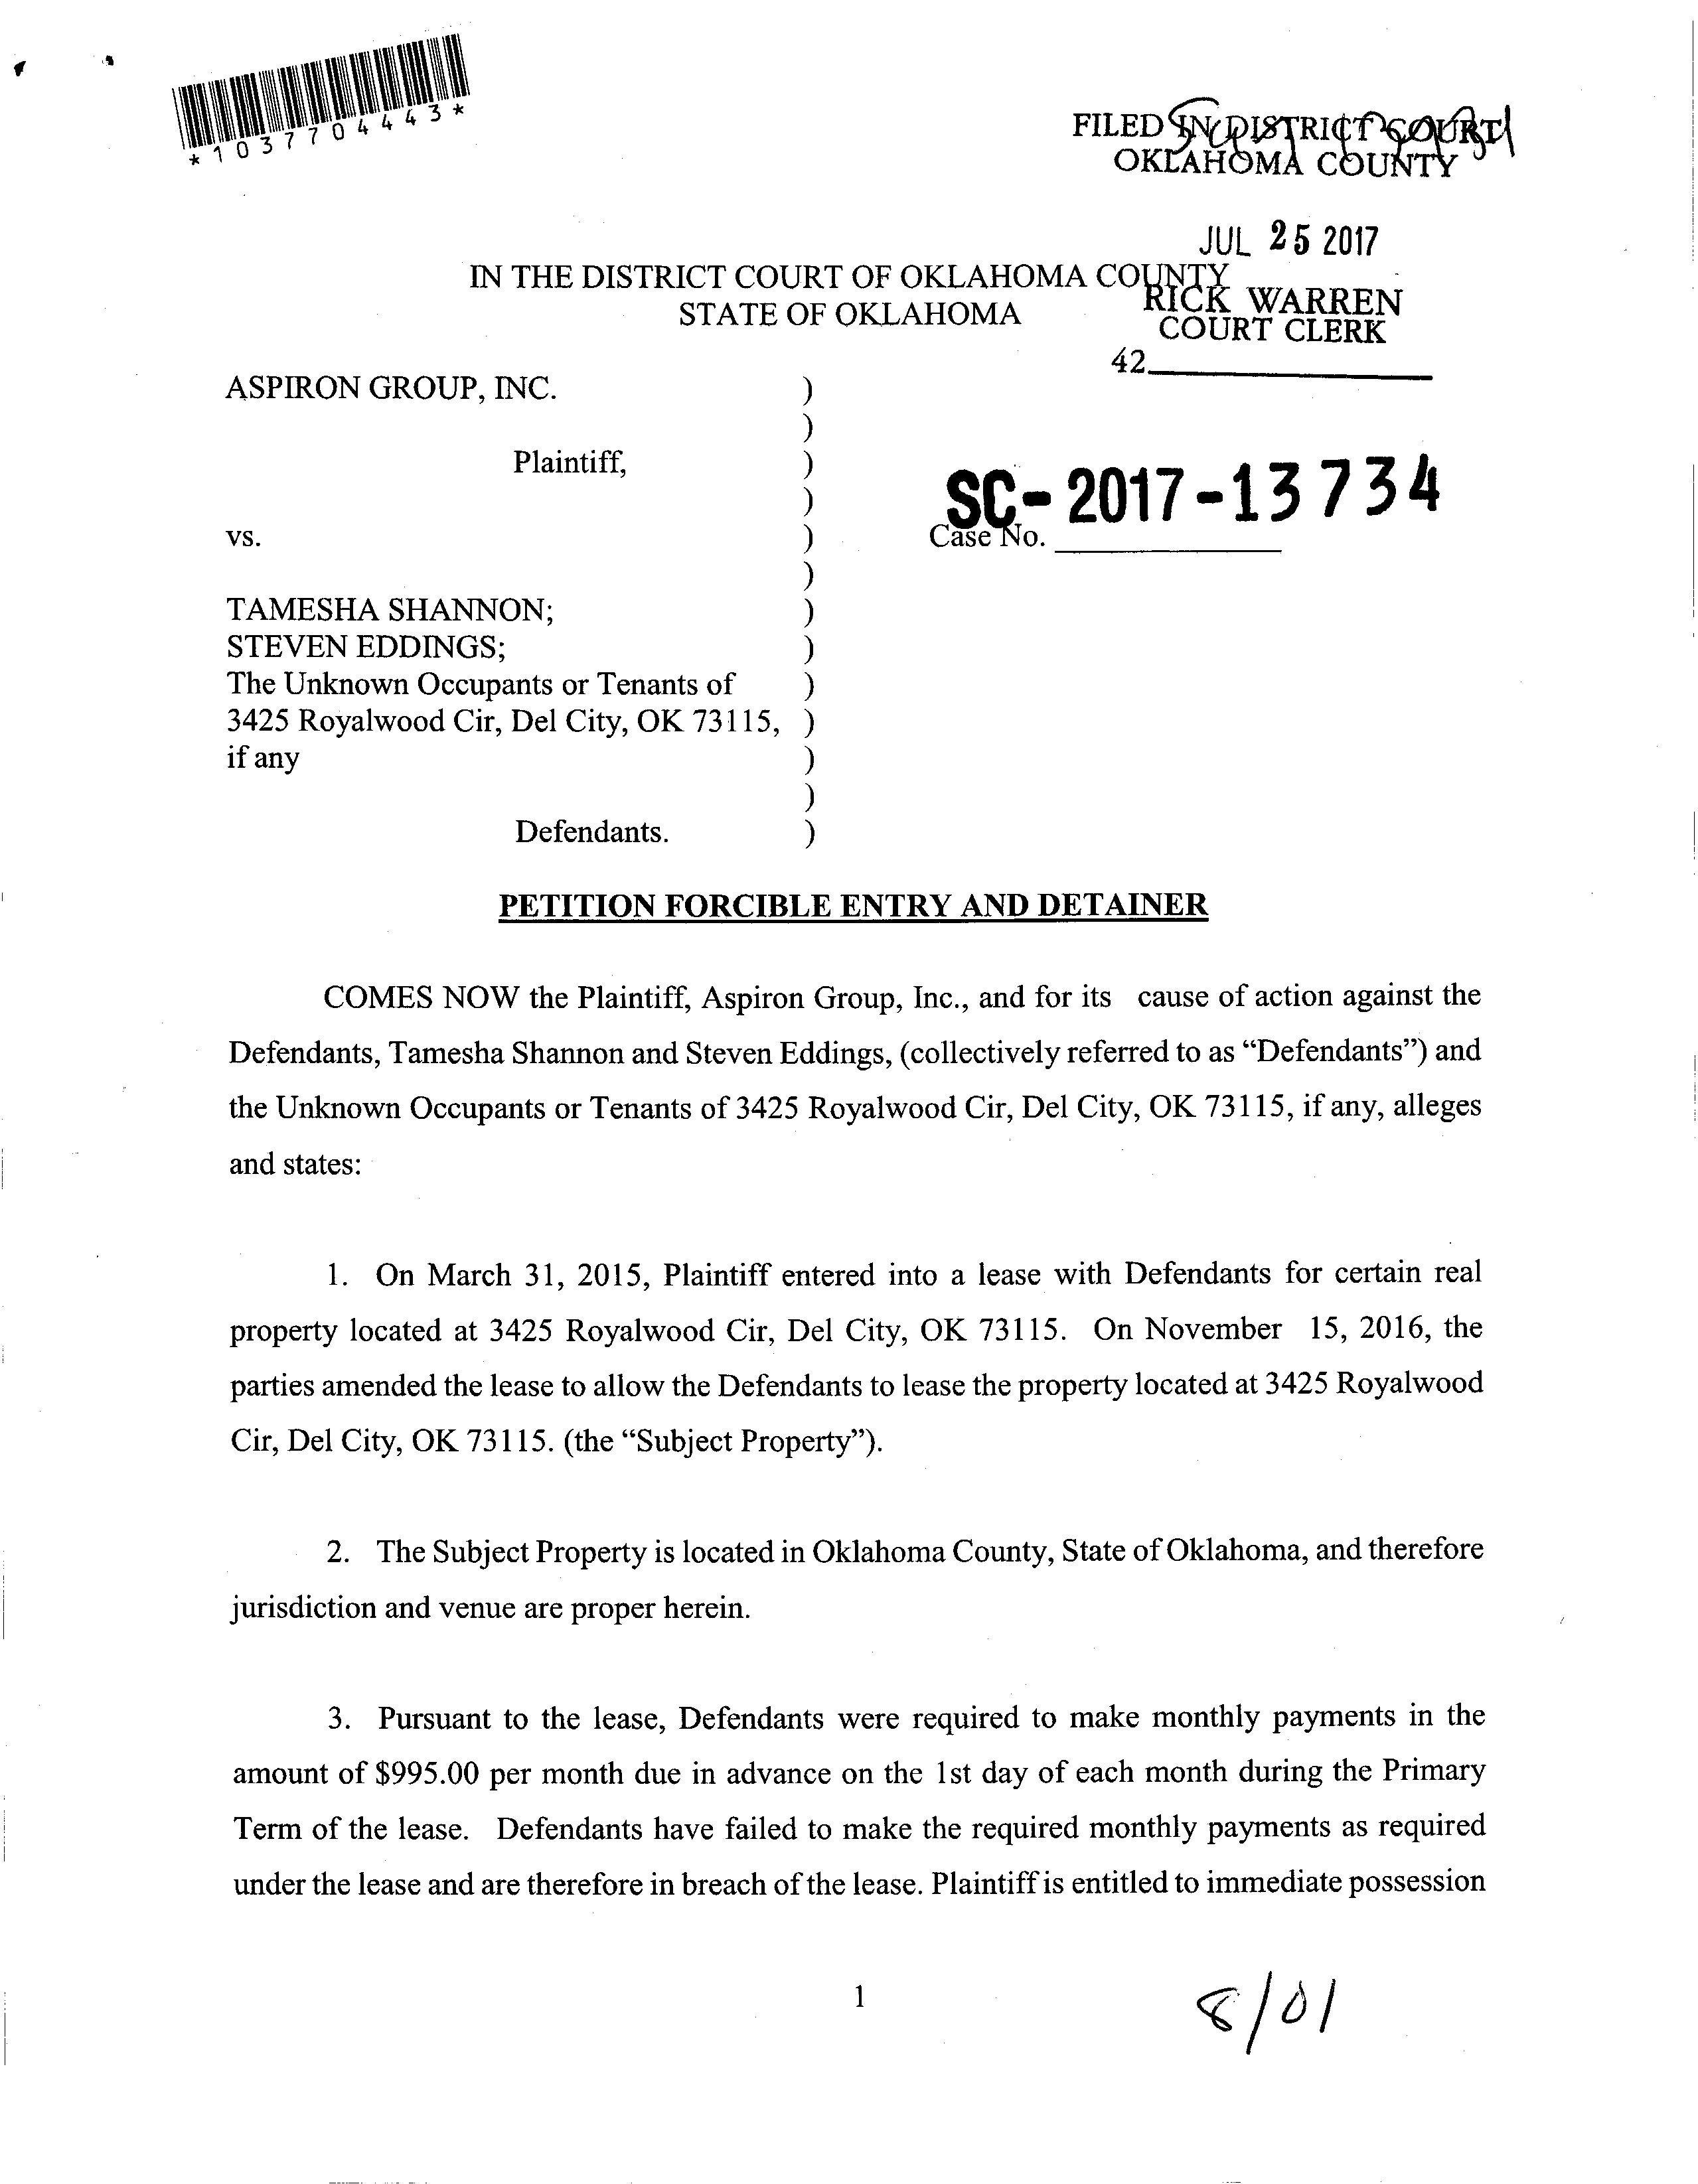 *1037704443*
FILED IN DISTRICT COURT
OKLAHOMA COUNTY
JUL 25 2017
IN THE DISTRICT COURT OF OKLAHOMA COUNTY
STATE OF OKLAHOMA
RICK WARREN
COURT CLERK
42
ASPIRON GROUP, INC. )
)
Plaintiff, )
)
SC-2017-13734
vs. ) Case No.
)
TAMESHA SHANNON; )
STEVEN EDDINGS; )
The Unknown Occupants or Tenants of )
3425 Royalwood Cir, Del City, OK 73115, )
if any )
)
Defendants. )
PETITION FORCIBLE ENTRY AND DETAINER
COMES NOW the Plaintiff, Aspiron Group, Inc., and for its cause of action against the
Defendants, Tamesha Shannon and Steven Eddings, (collectively referred to as “Defendants”) and
the Unknown Occupants or Tenants of 3425 Royalwood Cir, Del City, OK 73115, if any, alleges
and states:
1. On March 31, 2015, Plaintiff entered into a lease with Defendants for certain real
property located at 3425 Royalwood Cir, Del City, OK 73115. On November 15, 2016, the
parties amended the lease to allow the Defendants to lease the property located at 3425 Royalwood
Cir, Del City, OK 73115. (the “Subject Property”).
2. The Subject Property is located in Oklahoma County, State of Oklahoma, and therefore
jurisdiction and venue are proper herein.
3. Pursuant to the lease, Defendants were required to make monthly payments in the
amount of $995.00 per month due in advance on the 1st day of each month during the Primary
Term of the lease. Defendants have failed to make the required monthly payments as required
under the lease and are therefore in breach of the lease. Plaintiff is entitled to immediate possession
1
8/01